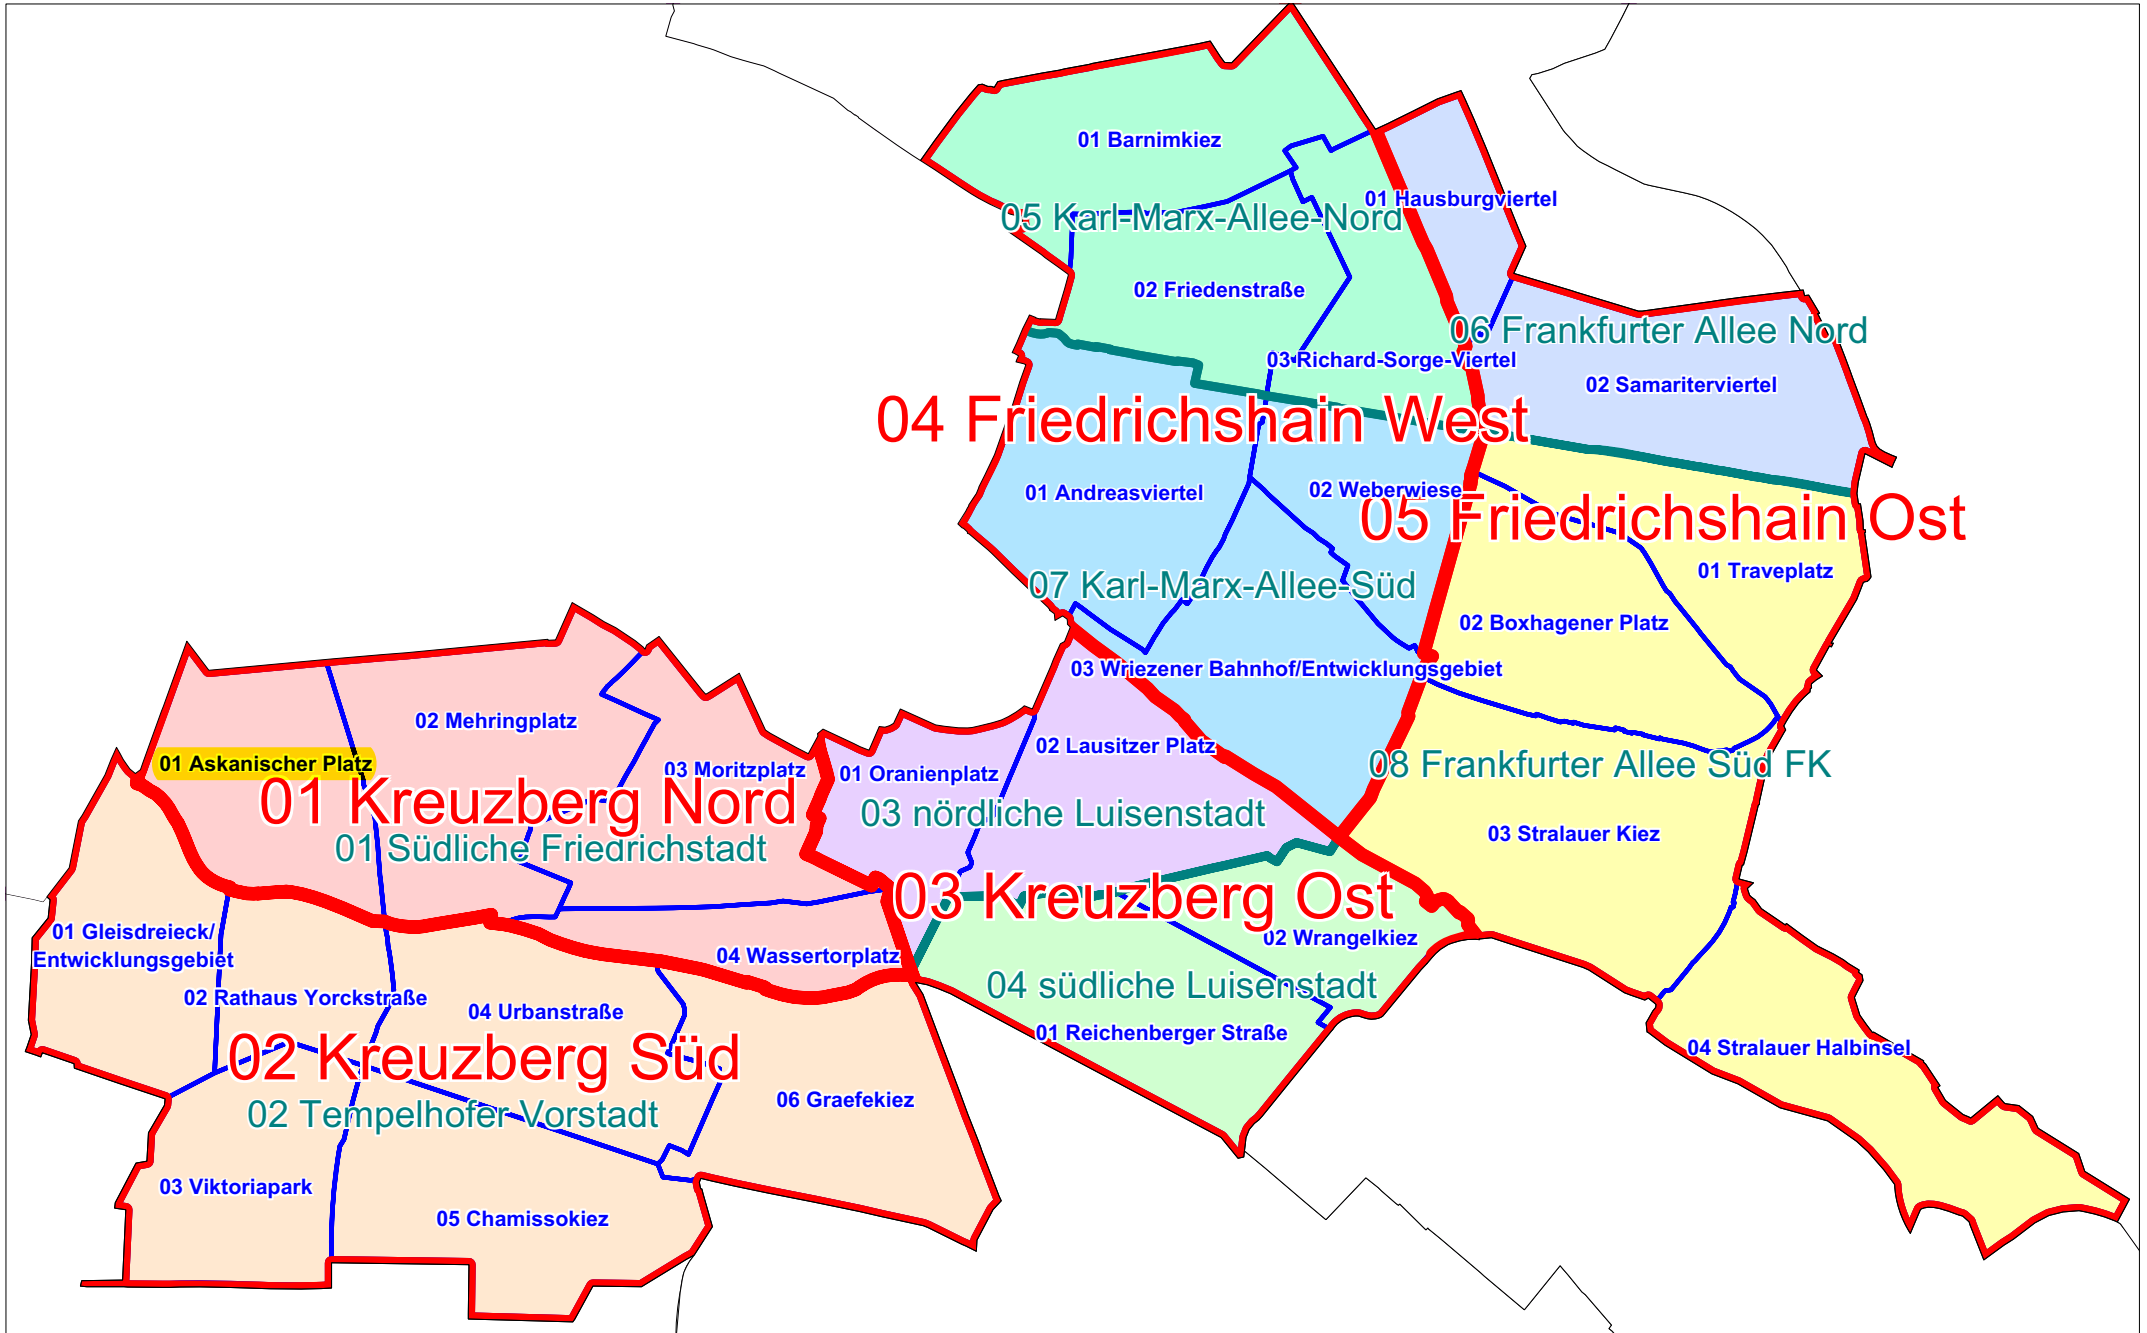 01 Barnimkiez
01 Hausburgviertel
05 Karl-Marx-Allee-Nord
02 Friedenstraße
06 Frankfurter Allee Nord
03 Richard-Sorge-Viertel
02 Samariterviertel
04 Friedrichshain West
01 Andreasviertel
02 Weberwiese
05 Friedrichshain Ost
01 Traveplatz
07 Karl-Marx-Allee-Süd
02 Boxhagener Platz
03 Wriezener Bahnhof/Entwicklungsgebiet
02 Mehringplatz
02 Lausitzer Platz
01 Askanischer Platz
03 Moritzplatz
01 Oranienplatz
08 Frankfurter Allee Süd FK
01 Kreuzberg Nord
03 nördliche Luisenstadt
03 Stralauer Kiez
01 Südliche Friedrichstadt
03 Kreuzberg Ost
01 Gleisdreieck/
Entwicklungsgebiet
02 Wrangelkiez
04 Wassertorplatz
04 südliche Luisenstadt
02 Rathaus Yorckstraße
04 Urbanstraße
01 Reichenberger Straße
04 Stralauer Halbinsel
02 Kreuzberg Süd
06 Graefekiez
02 Tempelhofer Vorstadt
03 Viktoriapark
05 Chamissokiez